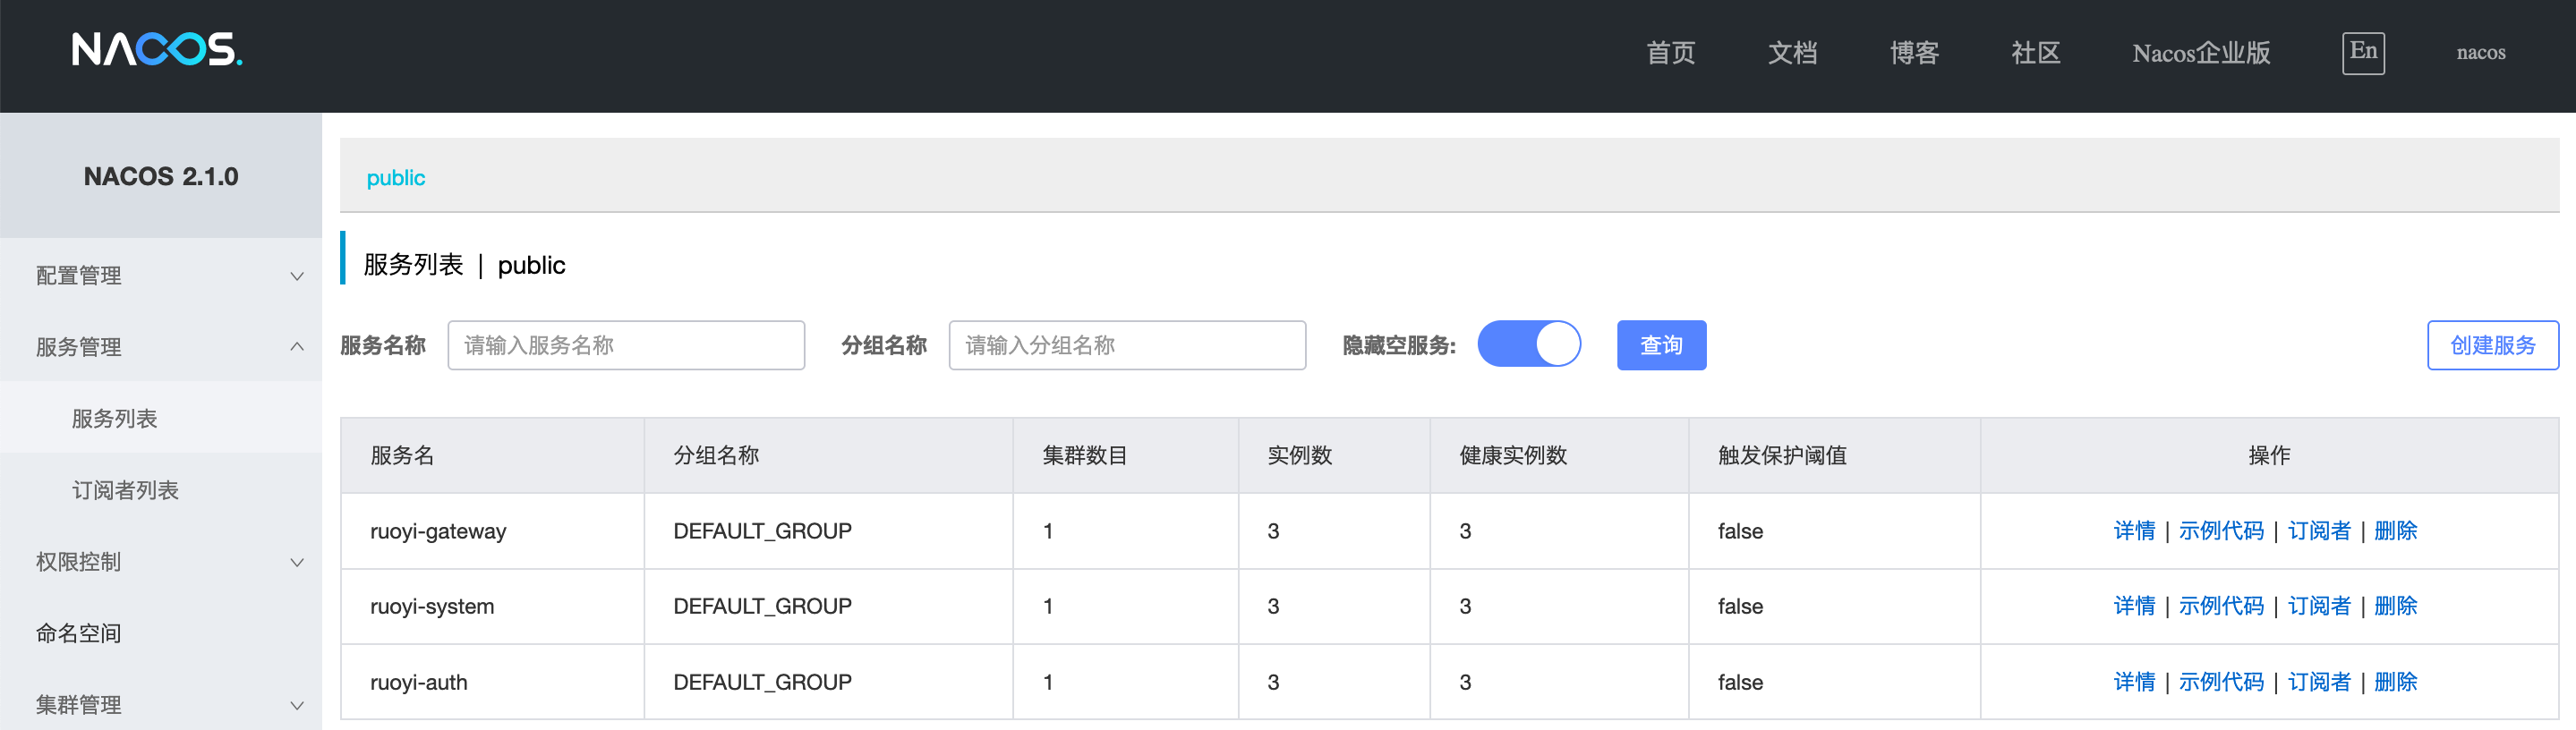 NACOS. 首页 文档 博客 社区 Nacos企业版 En nacos
NACOS 2.1.0
配置管理
服务管理
服务列表
订阅者列表
权限控制
命名空间
集群管理
public
服务列表 | public
服务名称 请输入服务名称 分组名称 请输入分组名称 隐藏空服务: 查询 创建服务
服务名 分组名称 集群数目 实例数 健康实例数 触发保护阈值 操作
ruoyi-gateway DEFAULT_GROUP 1 3 3 false 详情 | 示例代码 | 订阅者 | 删除
ruoyi-system DEFAULT_GROUP 1 3 3 false 详情 | 示例代码 | 订阅者 | 删除
ruoyi-auth DEFAULT_GROUP 1 3 3 false 详情 | 示例代码 | 订阅者 | 删除